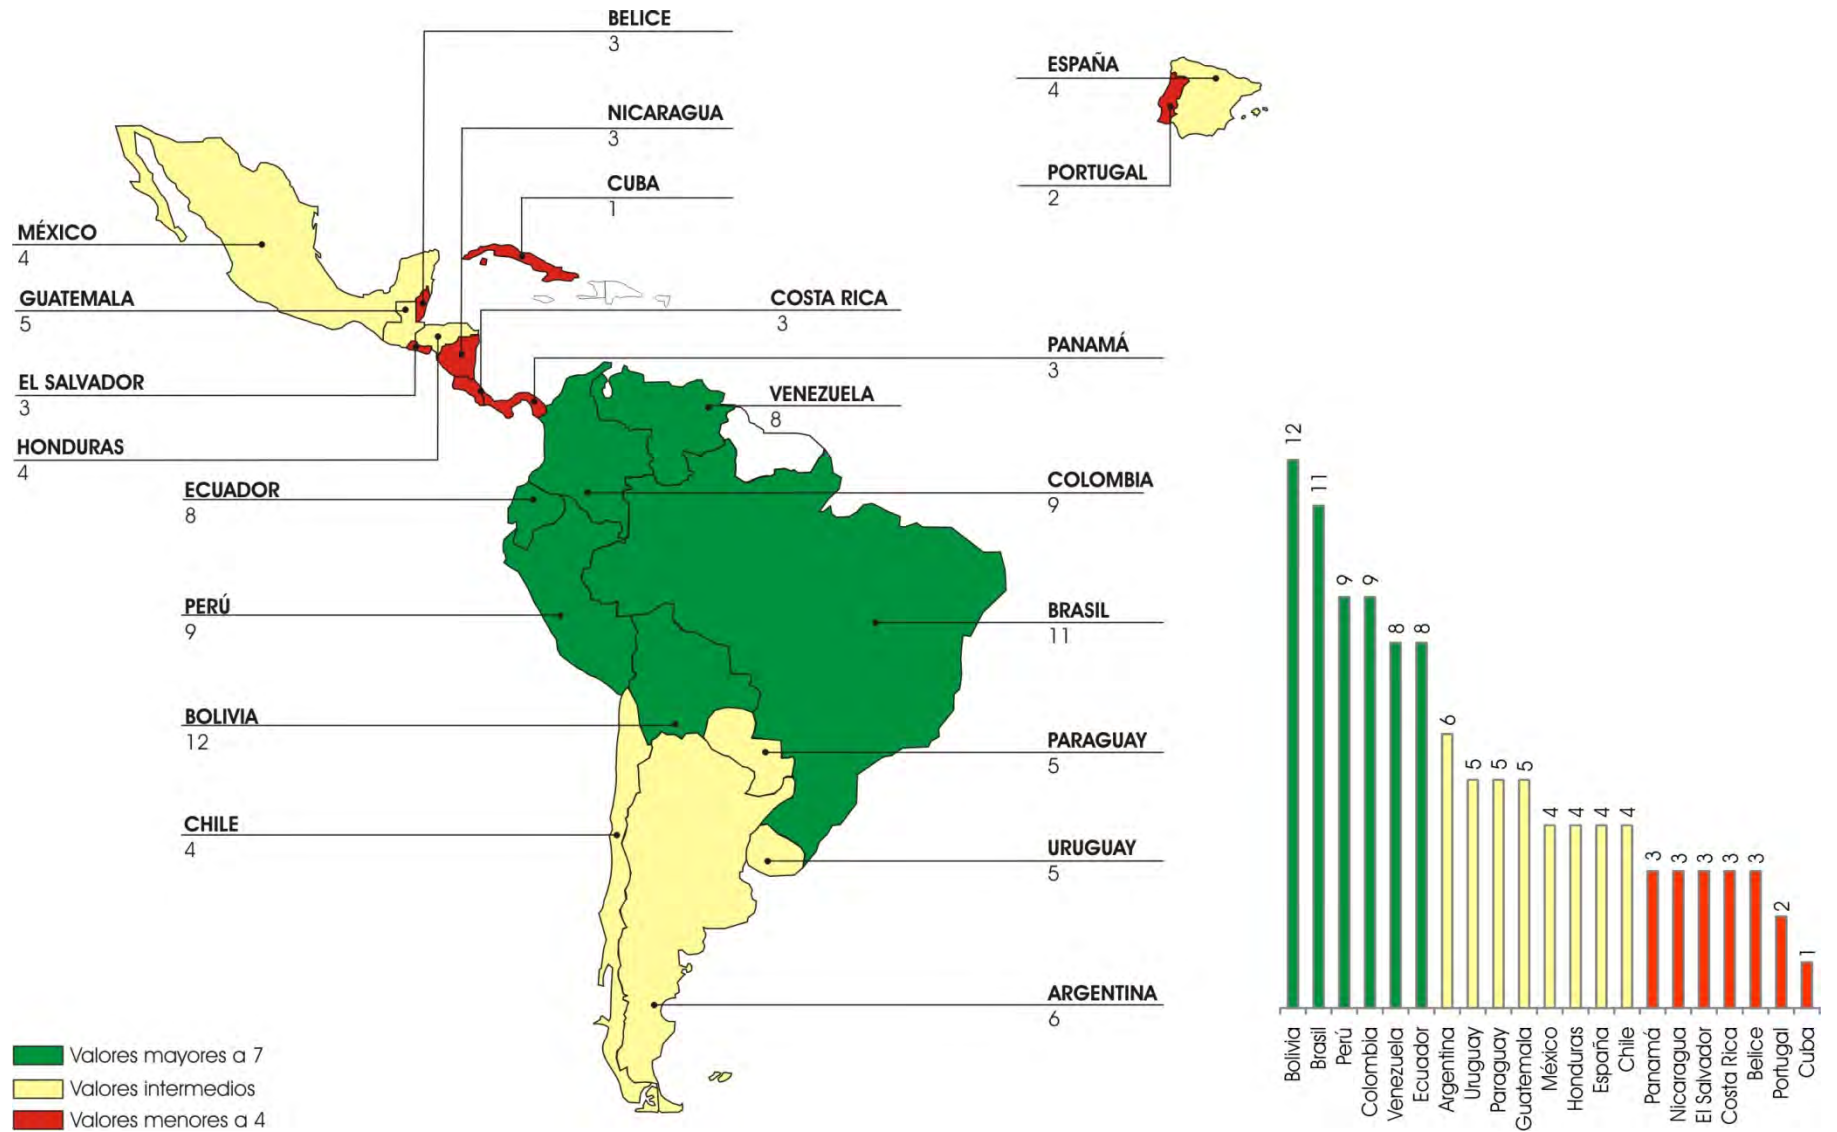 BELICE
3
ESPAÑA
4
NICARAGUA
3
PORTUGAL
2
CUBA
1
MÉXICO
4
GUATEMALA
5
COSTA RICA
3
PANAMÁ
3
EL SALVADOR
3
VENEZUELA
8
HONDURAS
4
ECUADOR
8
COLOMBIA
9
PERÚ
9
BRASIL
11
BOLIVIA
12
PARAGUAY
5
CHILE
4
URUGUAY
5
ARGENTINA
6
Valores mayores a 7
Valores intermedios
Valores menores a 4
12
11
9
9
8
8
6
5
5
5
4
4
4
4
3
3
3
3
3
2
1
Bolivia
Brasil
Perú
Colombia
Venezuela
Ecuador
Argentina
Uruguay
Paraguay
Guatemala
México
Honduras
España
Chile
Panamá
Nicaragua
El Salvador
Costa Rica
Belice
Portugal
Cuba